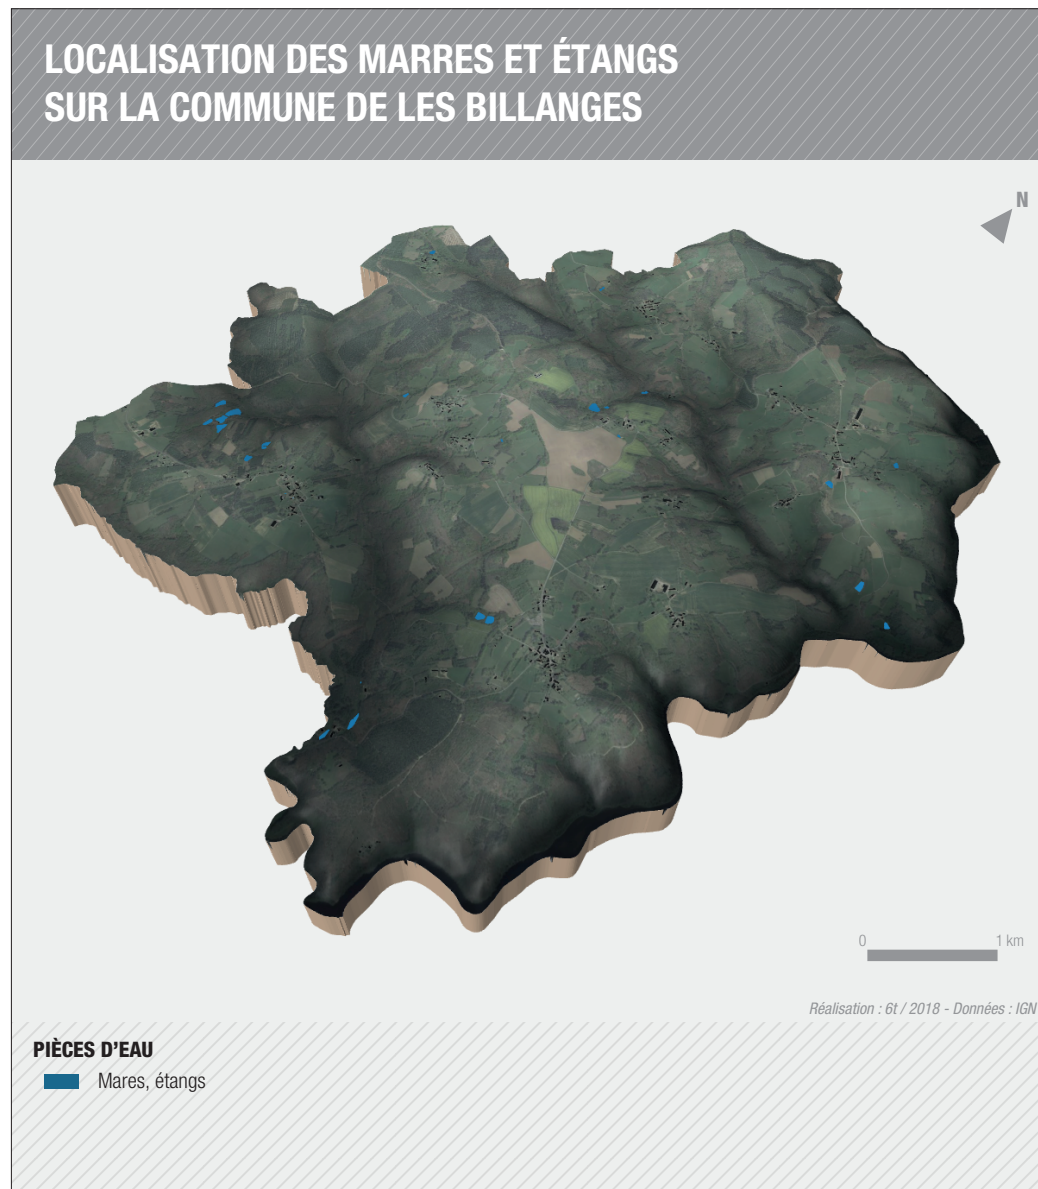 LOCALISATION DES MARRES ET ÉTANGS
SUR LA COMMUNE DE LES BILLANGES
N
0 1 km
Réalisation : 6t / 2018 - Données : IGN
PIÈCES D’EAU
Mares, étangs